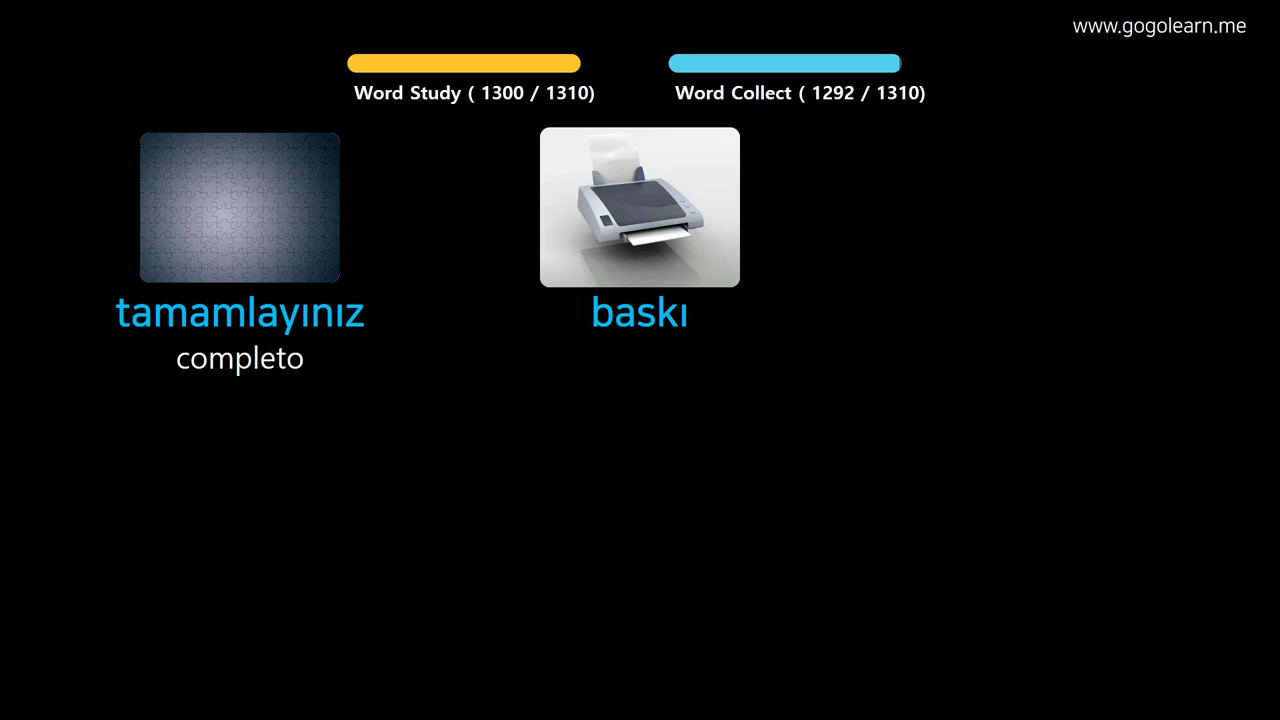 www.gogolearn.me
Word Study ( 1300 / 1310)
Word Collect ( 1292 / 1310)
tamamlayınız
completo
baskı